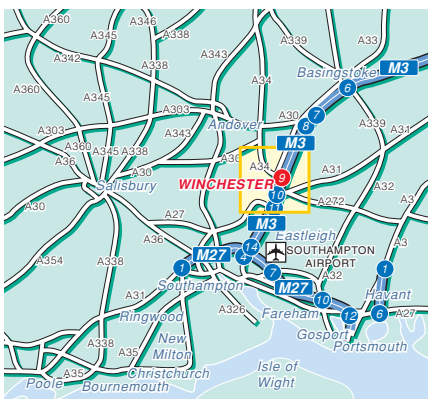 A360
A345
A346
A338
A342
A345
A338
A343
A34
A339
A33
Basingstoke
M3
6
A360
A303
A343
Andover
A30
7
8
A339
A31
M3
A303
A360
A345
A338
A36
A30
A34
Salisbury
WINCHESTER
9
10
11
A31
A272
A30
A27
A36
M3
Eastleigh
14
4
SOUTHAMPTON
AIRPORT
A3
A354
A338
1
M27
7
A32
1
Southampton
M27
10
Havant
A31
A326
Fareham
12
6
A27
Ringwood
Gosport
Portsmouth
A338
New
Milton
A35
Christchurch
Isle of
Wight
A35
Poole
Bournemouth
A35